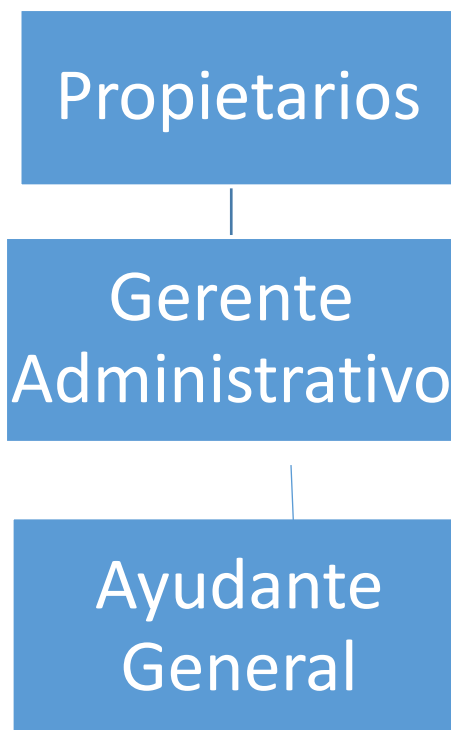 Propietarios
Gerente
Administrativo
Ayudante
General